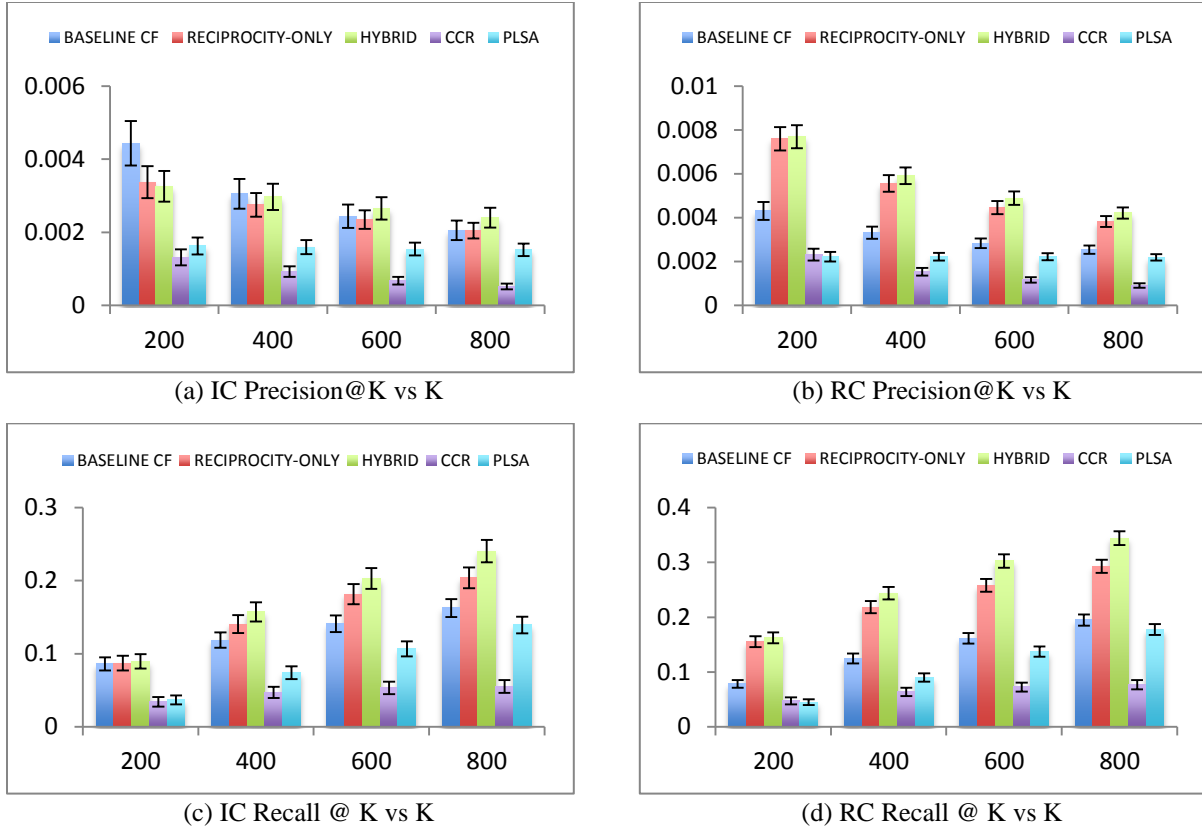 BASELINE CF RECIPROCITY-ONLY HYBRID CCR PLSA
0.006
0.004
0.002
0
200 400 600 800
(a) IC Precision@K vs K
BASELINE CF RECIPROCITY-ONLY HYBRID CCR PLSA
0.01
0.008
0.006
0.004
0.002
0
200 400 600 800
(b) RC Precision@K vs K
BASELINE CF RECIPROCITY-ONLY HYBRID CCR PLSA
0.3
0.2
0.1
0
200 400 600 800
(c) IC Recall @ K vs K
BASELINE CF RECIPROCITY-ONLY HYBRID CCR PLSA
0.4
0.3
0.2
0.1
0
200 400 600 800
(d) RC Recall @ K vs K